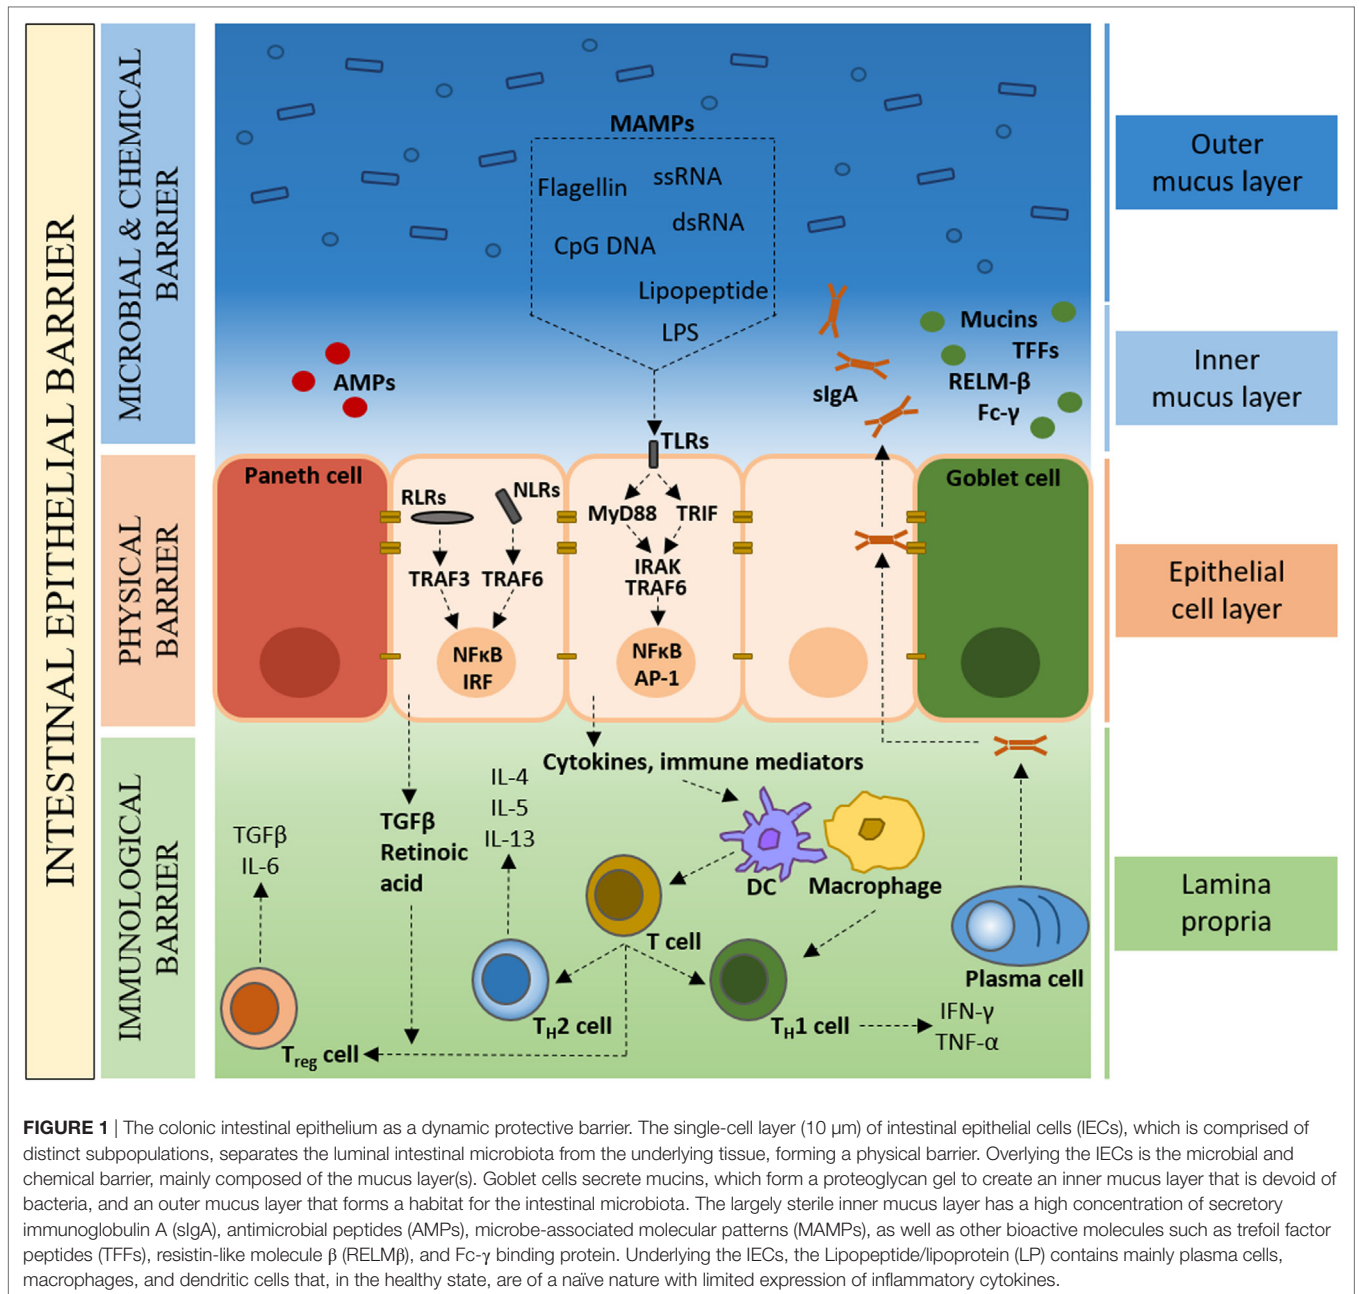 INTESTINAL EPITHELIAL BARRIER
MICROBIAL & CHEMICAL
BARRIER
PHYSICAL
BARRIER
IMMUNOLOGICAL
BARRIER
MAMPs
Flagellin
ssRNA
dsRNA
CpG DNA
Lipopeptide
LPS
AMPs
sIgA
Mucins
TFFs
RELM-β
Fc-γ
Outer
mucus layer
Inner
mucus layer
TLRs
Paneth cell
RLRs
NLRs
MyD88
TRIF
Goblet cell
TRAF3
TRAF6
IRAK
TRAF6
NFκB
IRF
NFκB
AP-1
Epithelial
cell layer
Cytokines, immune mediators
IL-4
IL-5
IL-13
TGFβ
IL-6
TGFβ
Retinoic
acid
DC
Macrophage
T cell
Plasma cell
TH2 cell
TH1 cell
IFN-γ
TNF-α
Treg cell
Lamina
propria
FIGURE 1 | The colonic intestinal epithelium as a dynamic protective barrier. The single-cell layer (10 µm) of intestinal epithelial cells (IECs), which is comprised of
distinct subpopulations, separates the luminal intestinal microbiota from the underlying tissue, forming a physical barrier. Overlying the IECs is the microbial and
chemical barrier, mainly composed of the mucus layer(s). Goblet cells secrete mucins, which form a proteoglycan gel to create an inner mucus layer that is devoid of
bacteria, and an outer mucus layer that forms a habitat for the intestinal microbiota. The largely sterile inner mucus layer has a high concentration of secretory
immunoglobulin A (sIgA), antimicrobial peptides (AMPs), microbe-associated molecular patterns (MAMPs), as well as other bioactive molecules such as trefoil factor
peptides (TFFs), resistin-like molecule β (RELMβ), and Fc-γ binding protein. Underlying the IECs, the Lipopeptide/lipoprotein (LP) contains mainly plasma cells,
macrophages, and dendritic cells that, in the healthy state, are of a naïve nature with limited expression of inflammatory cytokines.